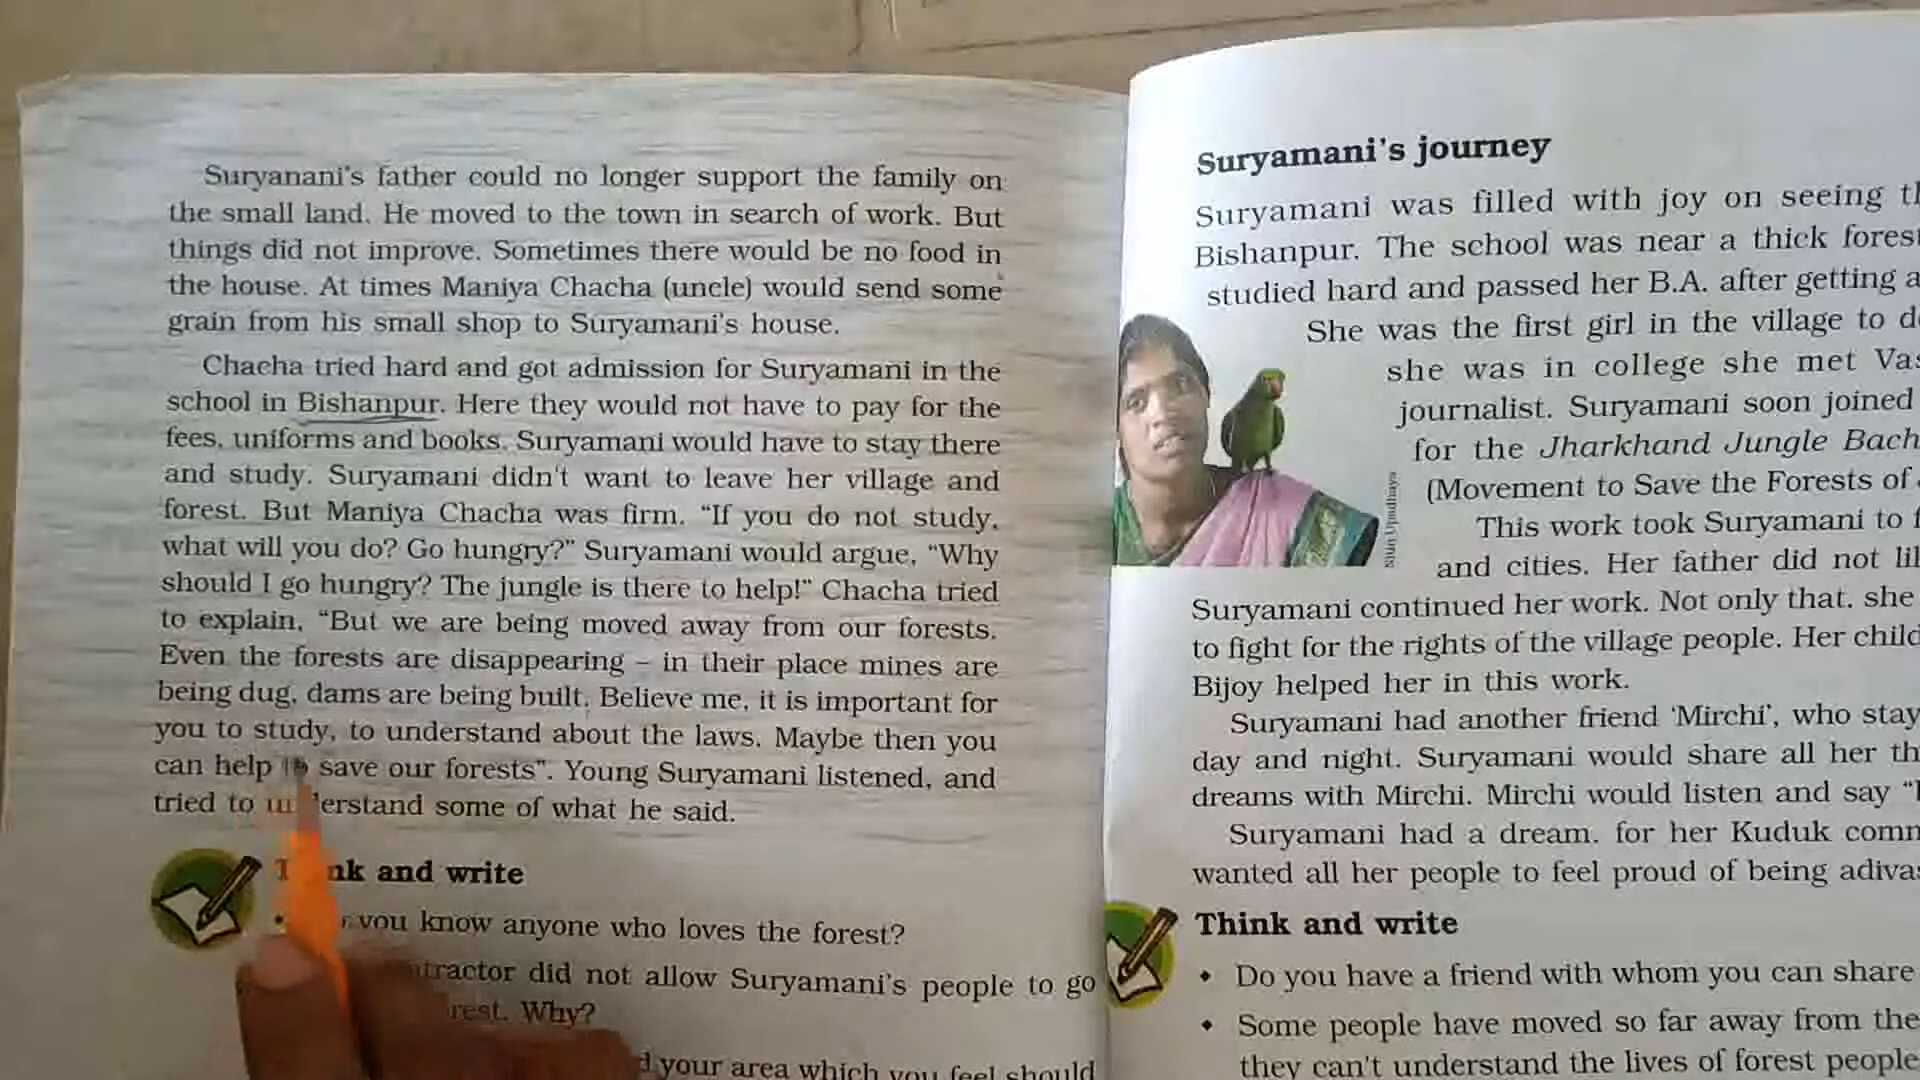 Suryanani's father could no longer support the family on
the small land. He moved to the town in search of work. But
things did not improve. Sometimes there would be no food in
the house. At times Maniya Chacha (uncle) would send some
grain from his small shop to Suryamani's house.
Chacha tried hard and got admission for Suryamani in the
school in Bishanpur. Here they would not have to pay for the
fees, uniforms and books. Suryamani would have to stay there
and study. Suryamani didn't want to leave her village and
forest. But Maniya Chacha was firm. “If you do not study,
what will you do? Go hungry?” Suryamani would argue, “Why
should I go hungry? The jungle is there to help!” Chacha tried
to explain, “But we are being moved away from our forests.
Even the forests are disappearing – in their place mines are
being dug, dams are being built. Believe me, it is important for
you to study, to understand about the laws. Maybe then you
can help save our forests”. Young Suryamani listened, and
tried to understand some of what he said.
Think and write
• you know anyone who loves the forest?
did not allow Suryamani's people to go
Why?
your area which you feel should
Suryamani's journey
Suryamani was filled with joy on seeing
Bishanpur. The school was near a thick
studied hard and passed her B.A. after getting
She was the first girl in the village to
she was in college she met
journalist. Suryamani soon joined
for the Jharkhand Jungle
(Movement to Save the Forests of
This work took Suryamani to
and cities. Her father did not
Suryamani continued her work. Not only that, she
to fight for the rights of the village people. Her
Bijoy helped her in this work.
Suryamani had another friend ‘Mirchi’, who
day and night. Suryamani would share all her
dreams with Mirchi. Mirchi would listen and say
Suryamani had a dream. for her Kuduk
wanted all her people to feel proud of being
Upadhaya
Think and write
• Do you have a friend with whom you can share
• Some people have moved so far away from the
they can't understand the lives of forest people